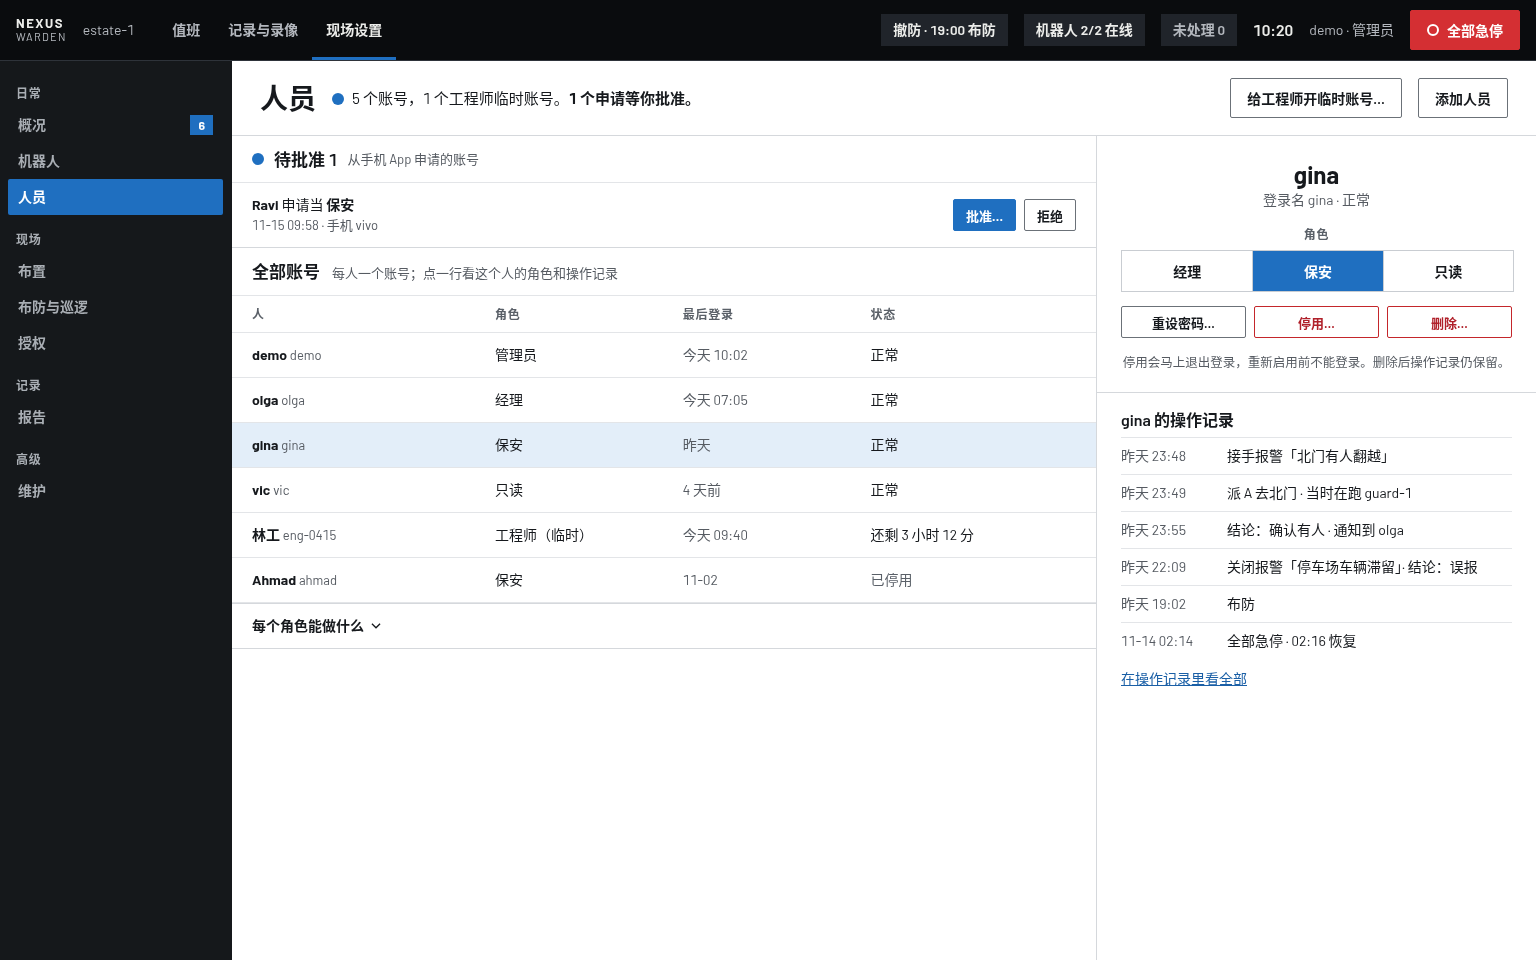 NEXUS
WARDEN
estate-1
值班
记录与录像
现场设置
撤防 · 19:00 布防
机器人 2/2 在线
未处理 0
10:20
demo · 管理员
全部急停
日常
概况
6
机器人
人员
现场
布置
布防与巡逻
授权
记录
报告
高级
维护
人员
5 个账号，1 个工程师临时账号。1 个申请等你批准。
给工程师开临时账号...
添加人员
待批准 1 从手机 App 申请的账号
Ravi 申请当 保安
11-15 09:58 · 手机 vivo
批准...
拒绝
全部账号 每人一个账号；点一行看这个人的角色和操作记录
人 角色 最后登录 状态
demo demo 管理员 今天 10:02 正常
olga olga 经理 今天 07:05 正常
gina gina 保安 昨天 正常
vic vic 只读 4 天前 正常
林工 eng-0415 工程师（临时） 今天 09:40 还剩 3 小时 12 分
Ahmad ahmad 保安 11-02 已停用
每个角色能做什么
gina
登录名 gina · 正常
角色
经理 保安 只读
重设密码... 停用... 删除...
停用会马上退出登录，重新启用前不能登录。删除后操作记录仍保留。
gina 的操作记录
昨天 23:48 接手报警「北门有人翻越」
昨天 23:49 派 A 去北门 · 当时在跑 guard-1
昨天 23:55 结论：确认有人 · 通知到 olga
昨天 22:09 关闭报警「停车场车辆滞留」· 结论：误报
昨天 19:02 布防
11-14 02:14 全部急停 · 02:16 恢复
在操作记录里看全部